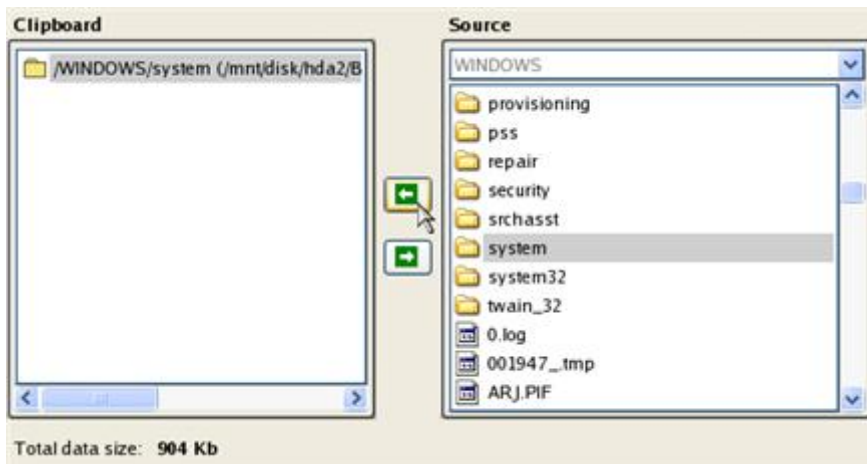 Clipboard
/WINDOWS/system (/mnt/disk/hda2/B
Source
WINDOWS
provisioning
pss
repair
security
srchasst
system
system32
twain_32
0.log
001947_.tmp
ARJ.PIF
Total data size: 904 Kb